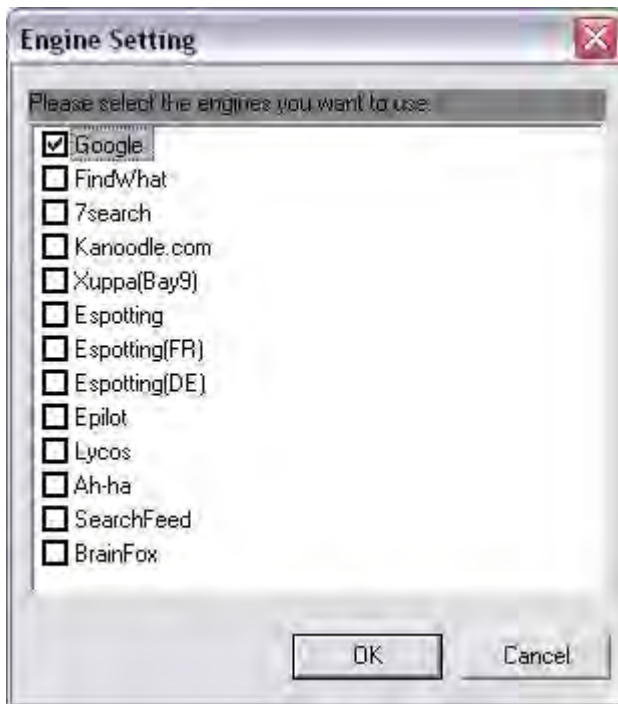 Engine Setting
Please select the engines you want to use:
Google
FindWhat
7search
Kanoodle.com
Xuppa(Bay9)
Espotting
Espotting(FR)
Espotting(DE)
Epilot
Lycos
Ah-ha
SearchFeed
BrainFox
OK Cancel